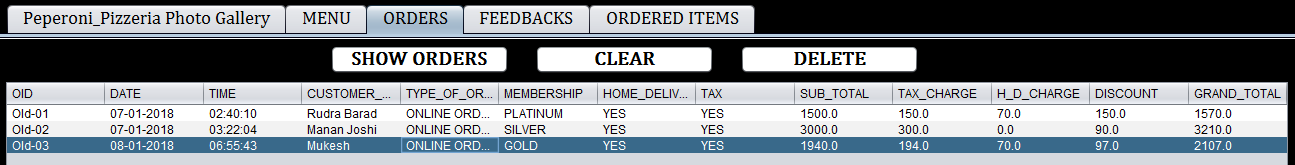 Peperoni_Pizzeria Photo Gallery MENU ORDERS FEEDBACKS ORDERED ITEMS
SHOW ORDERS CLEAR DELETE
OID DATE TIME CUSTOMER_... TYPE_OF_OR... MEMBERSHIP HOME_DELIV... TAX SUB_TOTAL TAX_CHARGE H_D_CHARGE DISCOUNT GRAND_TOTAL
OId-01 07-01-2018 02:40:10 Rudra Barad ONLINE ORD... PLATINUM YES YES 1500.0 150.0 70.0 150.0 1570.0
OId-02 07-01-2018 03:22:04 Manan Joshi ONLINE ORD... SILVER YES YES 3000.0 300.0 0.0 90.0 3210.0
OId-03 08-01-2018 06:55:43 Mukesh ONLINE ORD... GOLD YES YES 1940.0 194.0 70.0 97.0 2107.0